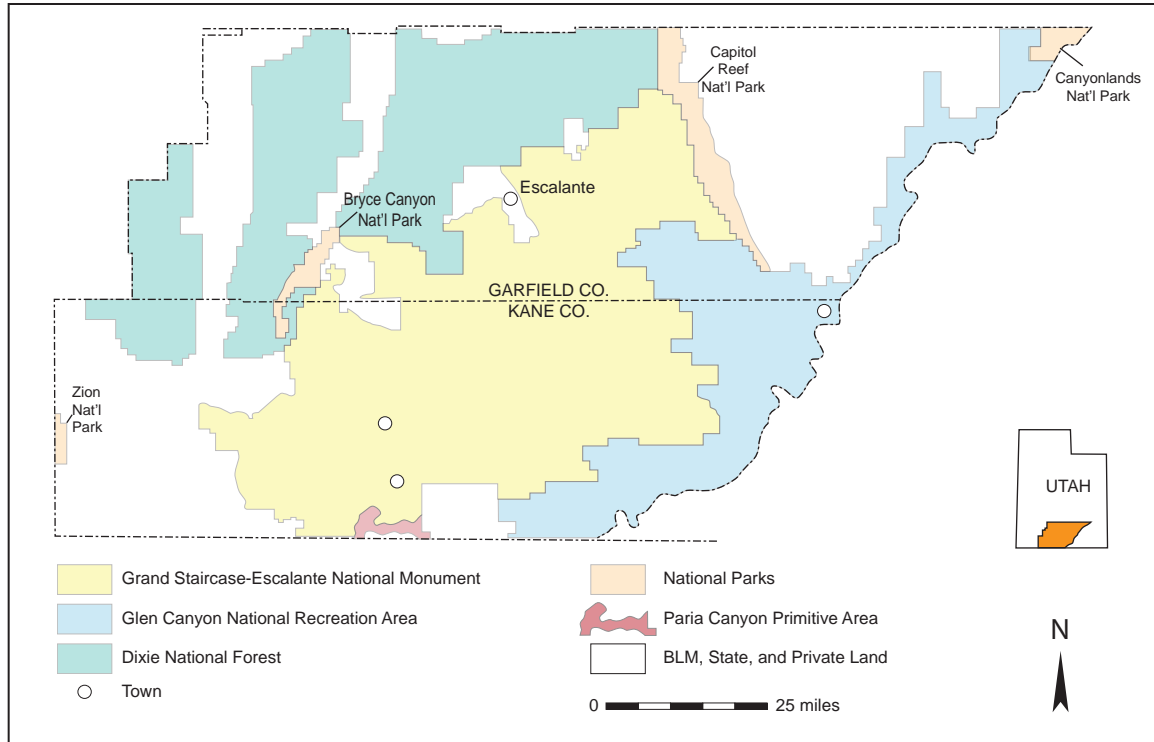 Capitol
Reef
Nat'l Park
Canyonlands
Nat'l Park
Escalante
Bryce Canyon
Nat'l Park
GARFIELD CO.
KANE CO.
Zion
Nat'l
Park
UTAH
Grand Staircase-Escalante National Monument
National Parks
Glen Canyon National Recreation Area
Paria Canyon Primitive Area
Dixie National Forest
BLM, State, and Private Land
Town
0 25 miles
N